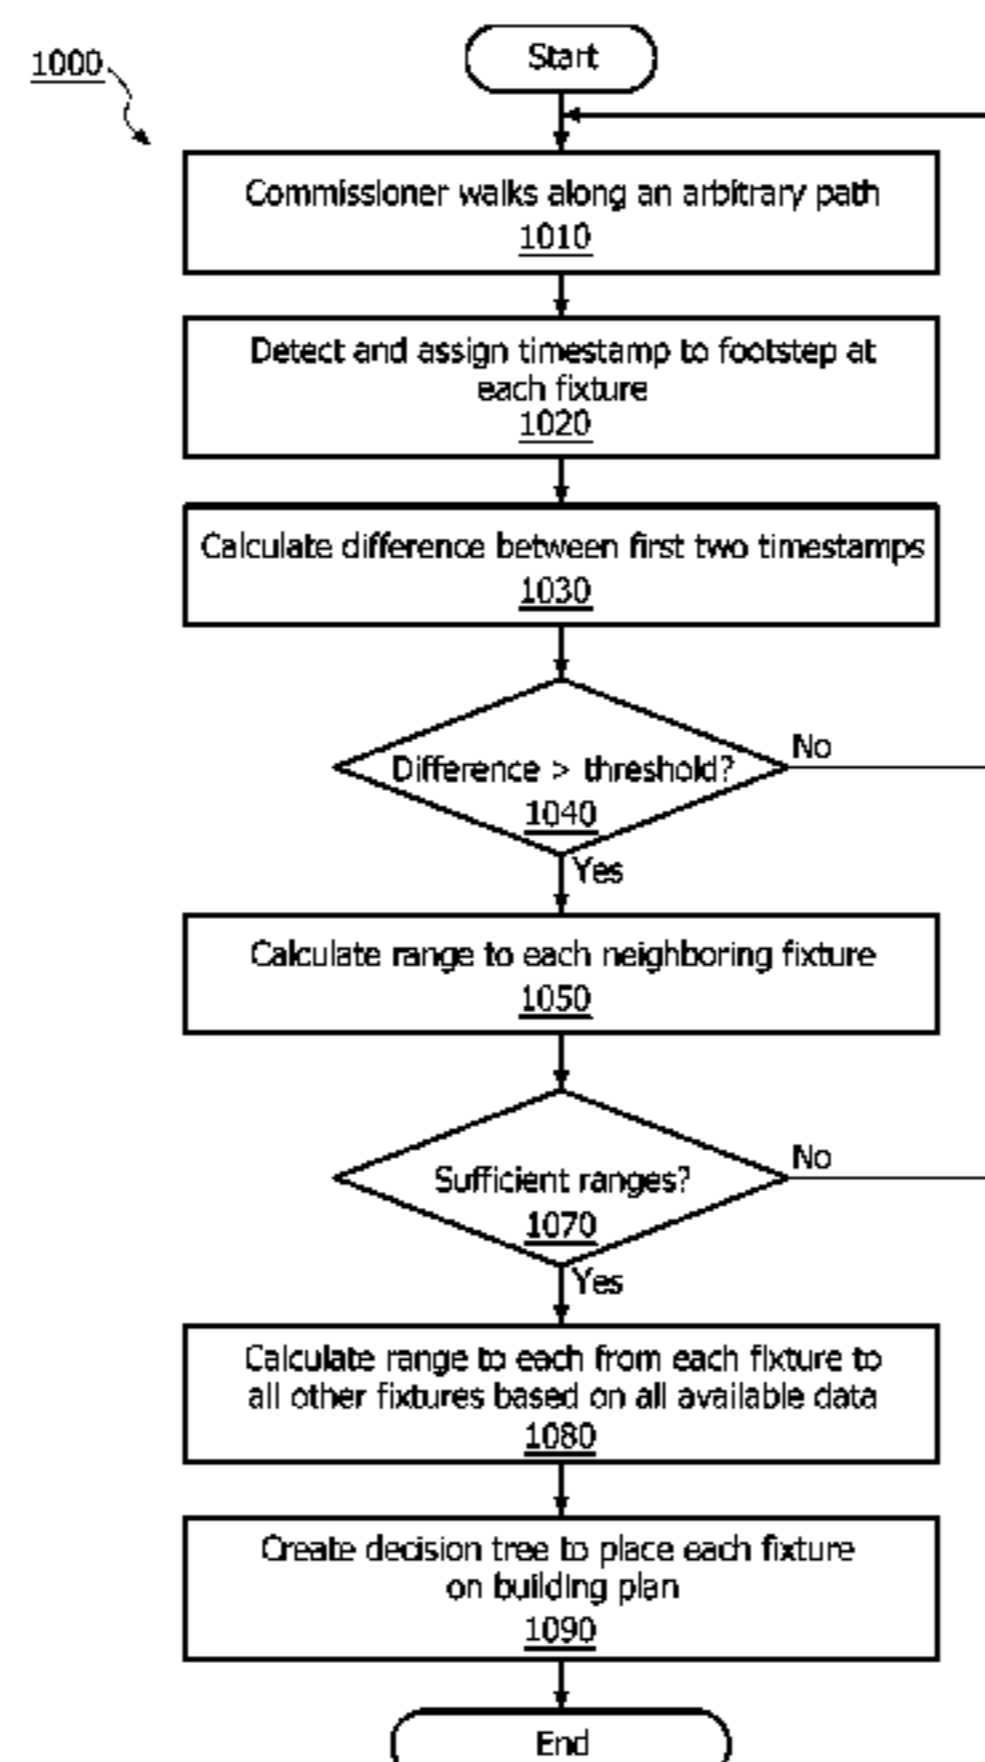 1000
Start
Commissioner walks along an arbitrary path
1010
Detect and assign timestamp to footstep at
each fixture
1020
Calculate difference between first two timestamps
1030
Difference > threshold?
1040
No
Yes
Calculate range to each neighboring fixture
1050
Sufficient ranges?
1070
No
Yes
Calculate range to each from each fixture to
all other fixtures based on all available data
1080
Create decision tree to place each fixture
on building plan
1090
End